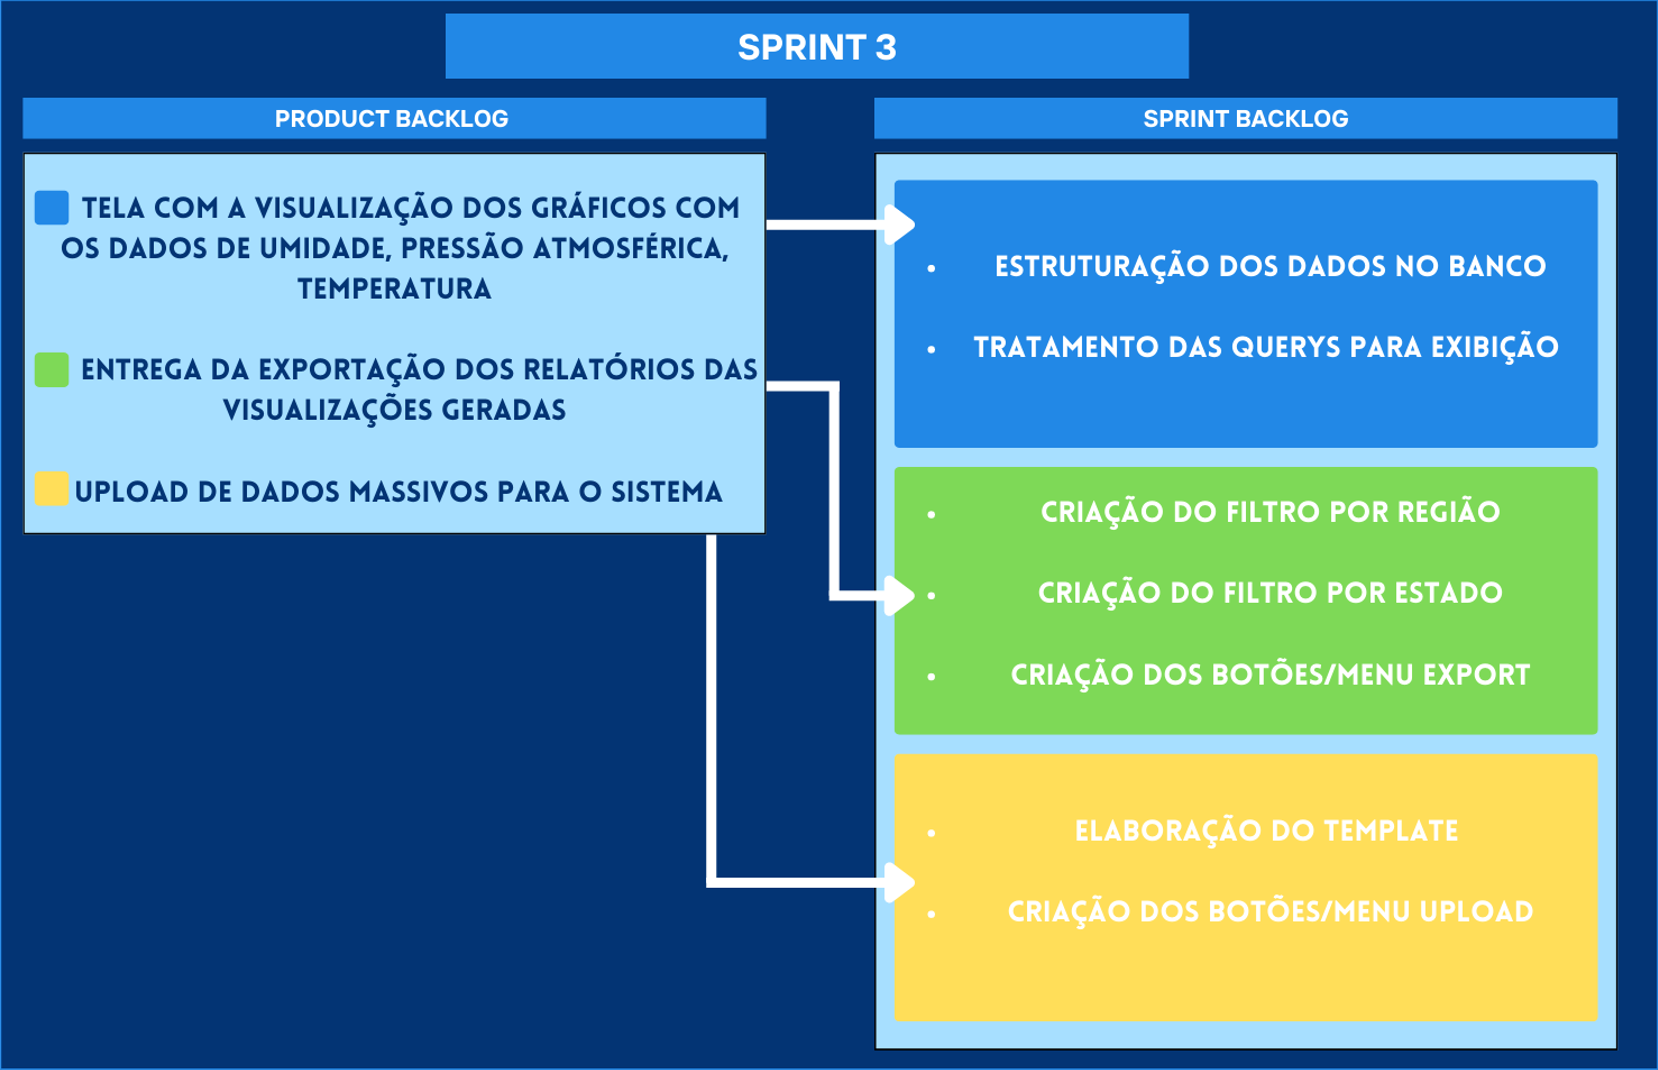 SPRINT 3
PRODUCT BACKLOG
TELA COM A VISUALIZAÇÃO DOS GRÁFICOS COM
OS DADOS DE UMIDADE, PRESSÃO ATMOSFÉRICA,
TEMPERATURA
ENTREGA DA EXPORTAÇÃO DOS RELATÓRIOS DAS
VISUALIZAÇÕES GERADAS
UPLOAD DE DADOS MASSIVOS PARA O SISTEMA
SPRINT BACKLOG
• ESTRUTURAÇÃO DOS DADOS NO BANCO
• TRATAMENTO DAS QUERYS PARA EXIBIÇÃO
• CRIAÇÃO DO FILTRO POR REGIÃO
• CRIAÇÃO DO FILTRO POR ESTADO
• CRIAÇÃO DOS BOTÕES/MENU EXPORT
• ELABORAÇÃO DO TEMPLATE
• CRIAÇÃO DOS BOTÕES/MENU UPLOAD